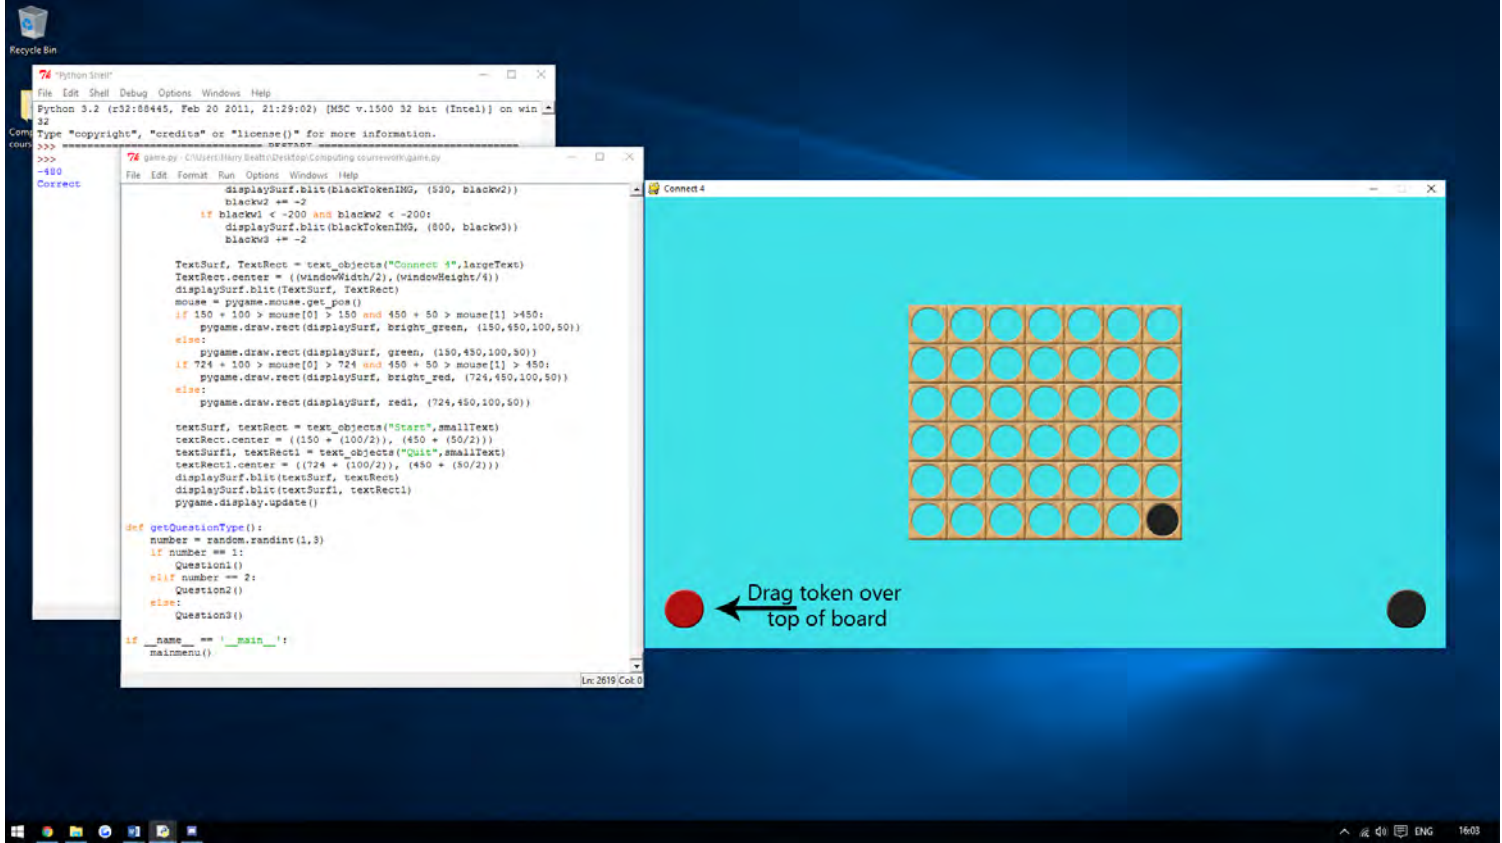 Recycle Bin
"Python Shell"
File Edit Shell Debug Options Windows Help
Python 3.2 (r32:88445, Feb 20 2011, 21:29:02) [MSC v.1500 32 bit (Intel)] on win
32
Type "copyright", "credits" or "license()" for more information.
>>> ================================ RESTART ================================
>>>
-480
Correct
Comp
cours
game.py - C:\Users\Harry Beatts\Desktop\Computing coursework\game.py
File Edit Format Run Options Windows Help
displaySurf.blit(blackTokenIMG, (530, blackw2))
blackw2 += -2
if blackw1 < -200 and blackw2 < -200:
displaySurf.blit(blackTokenIMG, (800, blackw3))
blackw3 += -2
TextSurf, TextRect = text_objects("Connect 4",largeText)
TextRect.center = ((windowWidth/2),(windowHeight/4))
displaySurf.blit(TextSurf, TextRect)
mouse = pygame.mouse.get_pos()
if 150 + 100 > mouse[0] > 150 and 450 + 50 > mouse[1] >450:
pygame.draw.rect(displaySurf, bright_green, (150,450,100,50))
else:
pygame.draw.rect(displaySurf, green, (150,450,100,50))
if 724 + 100 > mouse[0] > 724 and 450 + 50 > mouse[1] > 450:
pygame.draw.rect(displaySurf, bright_red, (724,450,100,50))
else:
pygame.draw.rect(displaySurf, red1, (724,450,100,50))
textSurf, textRect = text_objects("Start",smallText)
textRect.center = ((150 + (100/2)), (450 + (50/2)))
textSurf1, textRect1 = text_objects("Quit",smallText)
textRect1.center = ((724 + (100/2)), (450 + (50/2)))
displaySurf.blit(textSurf, textRect)
displaySurf.blit(textSurf1, textRect1)
pygame.display.update()
def getQuestionType():
number = random.randint(1,3)
if number == 1:
Question1()
elif number == 2:
Question2()
else:
Question3()
if __name__ == '__main__':
mainmenu()
Ln: 2619 Col: 0
Connect 4
Drag token over
top of board
ENG
16:03